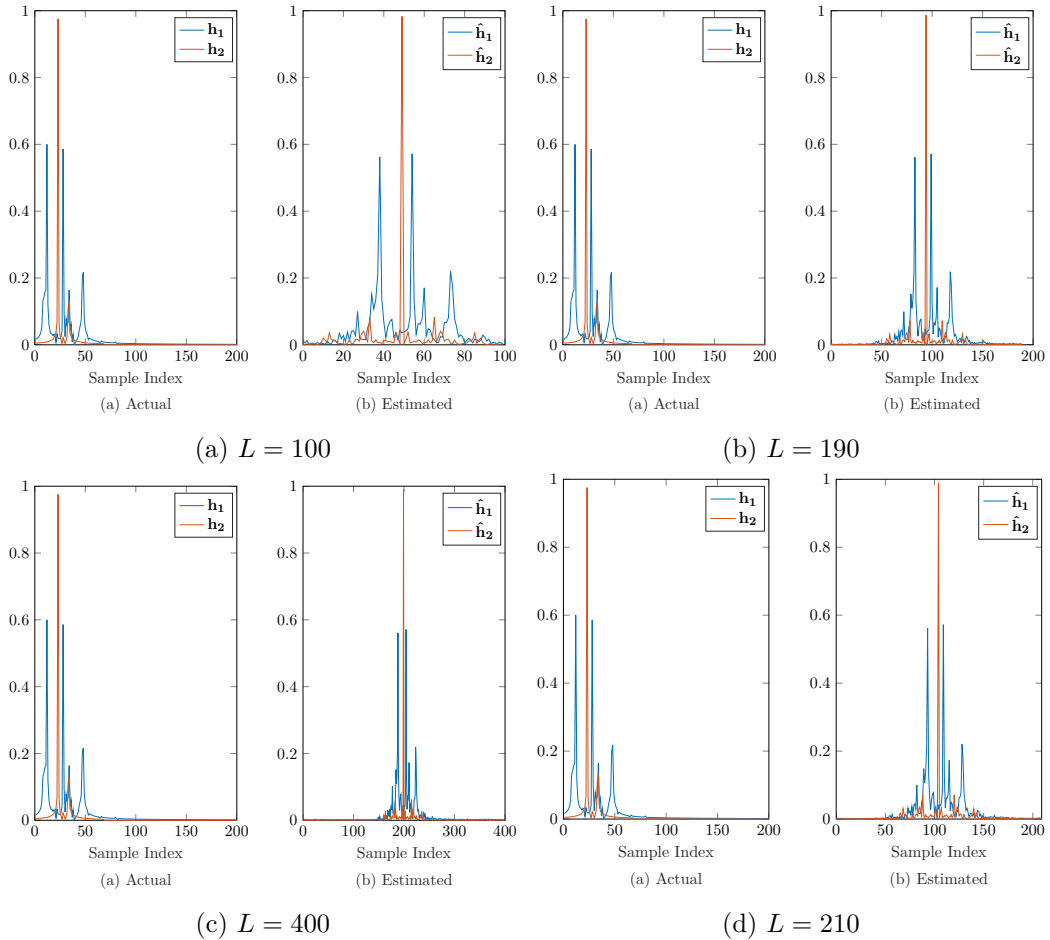 1
0.8
0.6
0.4
0.2
0
0 50 100 150 200
h₁
h₂
Sample Index
(a) Actual
1
0.8
0.6
0.4
0.2
0
0 20 40 60 80 100
ĥ₁
ĥ₂
Sample Index
(b) Estimated
(a) L = 100
1
0.8
0.6
0.4
0.2
0
0 50 100 150 200
h₁
h₂
Sample Index
(a) Actual
1
0.8
0.6
0.4
0.2
0
0 50 100 150 200
ĥ₁
ĥ₂
Sample Index
(b) Estimated
(b) L = 190
1
0.8
0.6
0.4
0.2
0
0 50 100 150 200
h₁
h₂
Sample Index
(a) Actual
1
0.8
0.6
0.4
0.2
0
0 100 200 300 400
ĥ₁
ĥ₂
Sample Index
(b) Estimated
(c) L = 400
1
0.8
0.6
0.4
0.2
0
0 50 100 150 200
h₁
h₂
Sample Index
(a) Actual
1
0.8
0.6
0.4
0.2
0
0 50 100 150 200
ĥ₁
ĥ₂
Sample Index
(b) Estimated
(d) L = 210